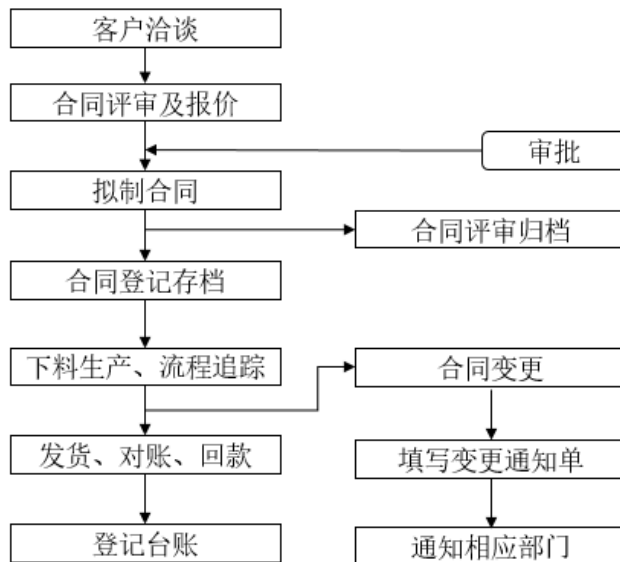 客户洽谈
合同评审及报价
审批
拟制合同
合同评审归档
合同登记存档
下料生产、流程追踪
合同变更
发货、对账、回款
填写变更通知单
登记台账
通知相应部门